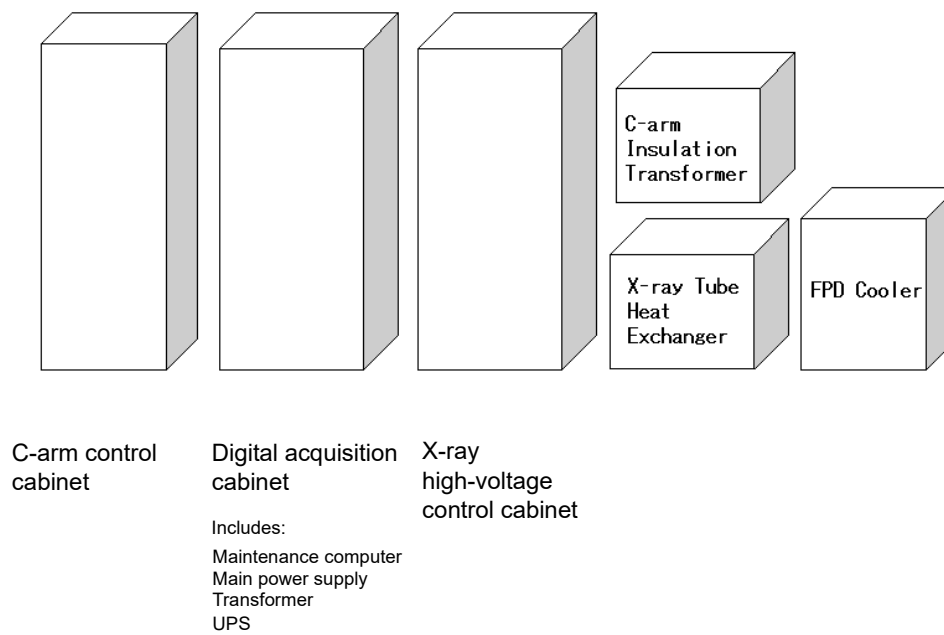 C-arm
Insulation
Transformer
X-ray Tube
Heat
Exchanger
FPD Cooler
C-arm control
cabinet
Digital acquisition
cabinet
Includes:
Maintenance computer
Main power supply
Transformer
UPS
X-ray
high-voltage
control cabinet